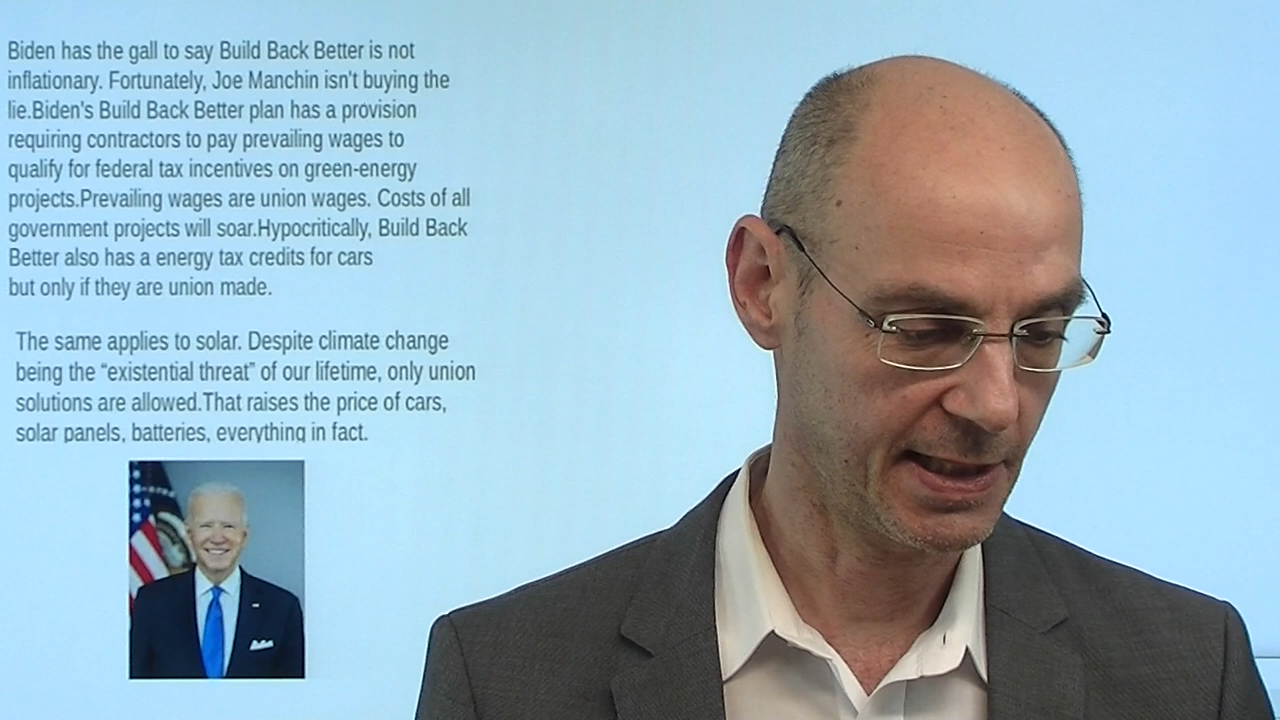 Biden has the gall to say Build Back Better is not
inflationary. Fortunately, Joe Manchin isn't buying the
lie.Biden's Build Back Better plan has a provision
requiring contractors to pay prevailing wages to
qualify for federal tax incentives on green-energy
projects.Prevailing wages are union wages. Costs of all
government projects will soar.Hypocritically, Build Back
Better also has a energy tax credits for cars
but only if they are union made.
The same applies to solar. Despite climate change
being the “existential threat” of our lifetime, only union
solutions are allowed.That raises the price of cars,
solar panels, batteries, everything in fact.